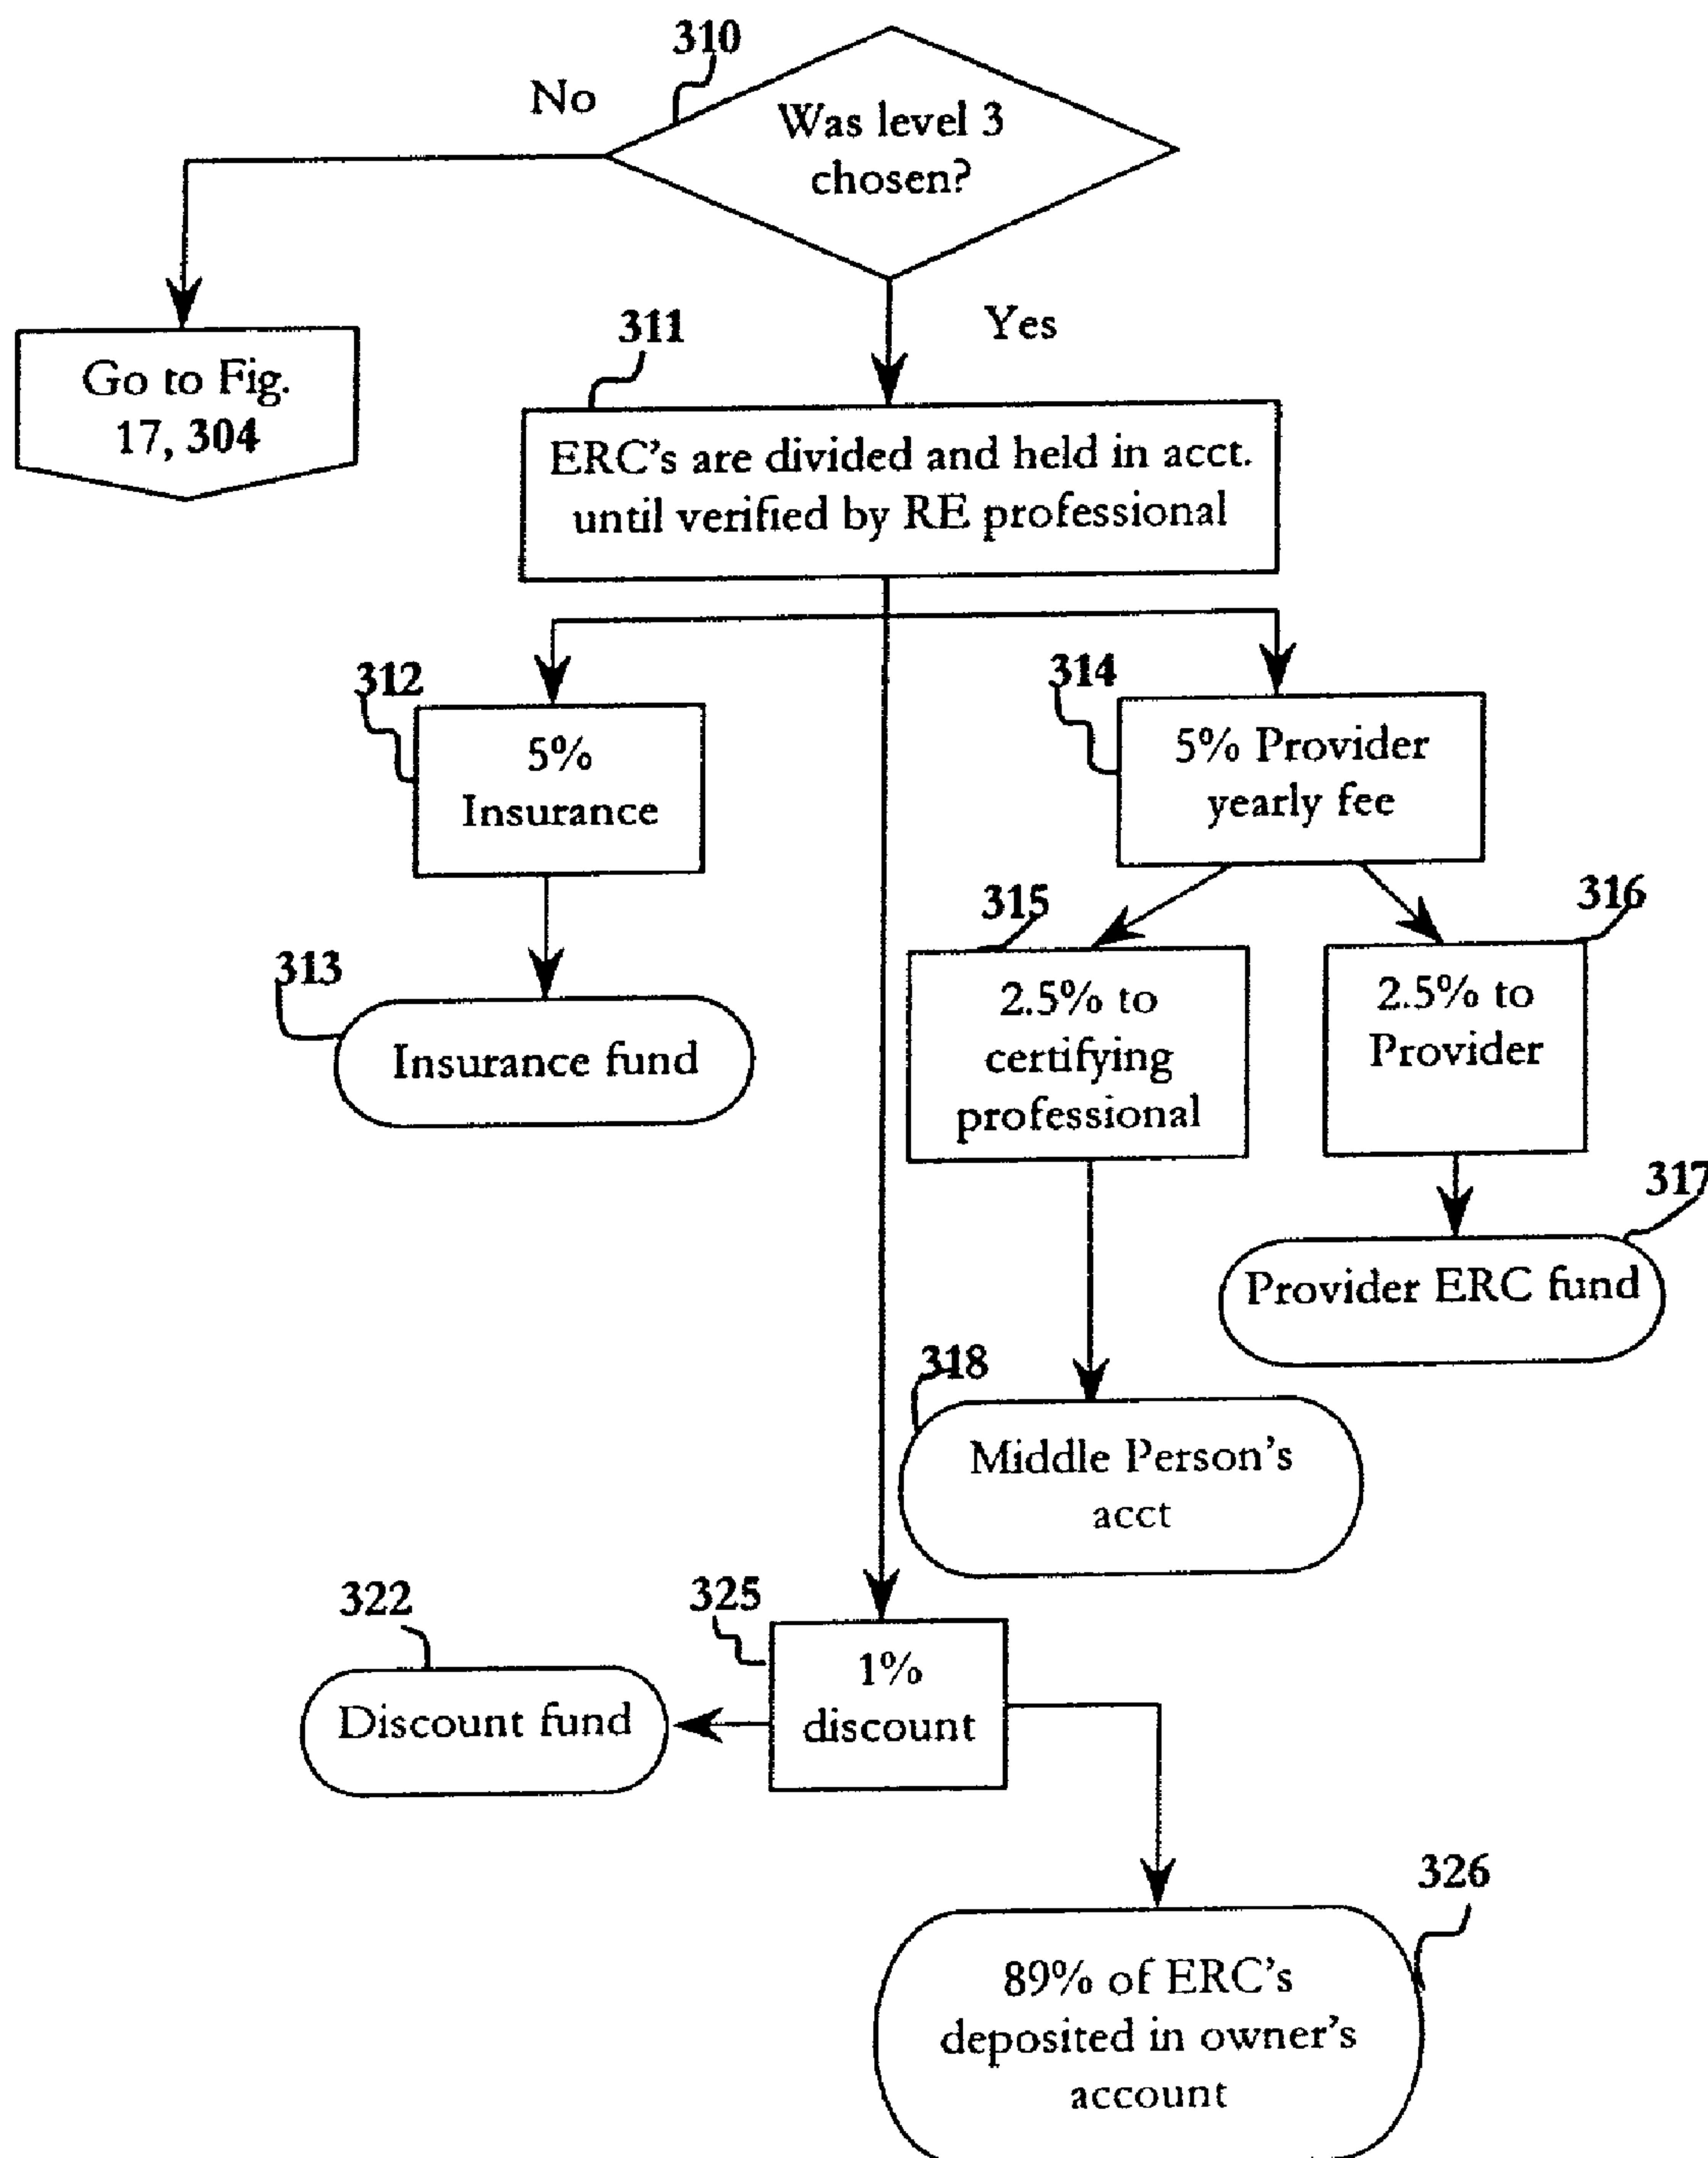 310
No
Was level 3
chosen?
Yes
311
Go to Fig.
17, 304
ERC's are divided and held in acct.
until verified by RE professional
312
5%
Insurance
314
5% Provider
yearly fee
313
Insurance fund
315
2.5% to
certifying
professional
316
2.5% to
Provider
317
Provider ERC fund
318
Middle Person's
acct
322
Discount fund
325
1%
discount
326
89% of ERC's
deposited in owner's
account